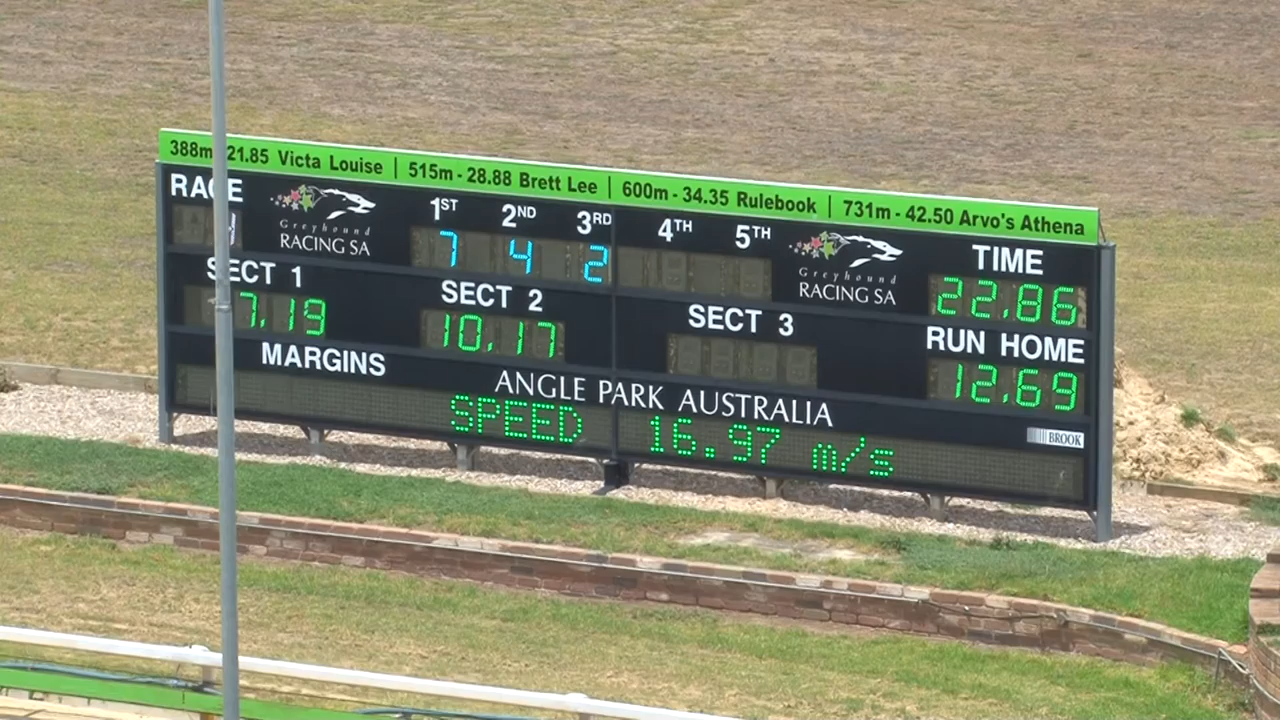 388m 21.85 Victa Louise | 515m - 28.88 Brett Lee | 600m - 34.35 Rulebook | 731m - 42.50 Arvo's Athena
RACE
Greyhound
RACING SA
1ST 2ND 3RD 4TH 5TH
7 4 2
Greyhound
RACING SA
TIME
22.86
SECT 1
7.19
SECT 2
10.17
SECT 3
RUN HOME
12.69
MARGINS
ANGLE PARK AUSTRALIA
SPEED 16.97 m/s
BROOK